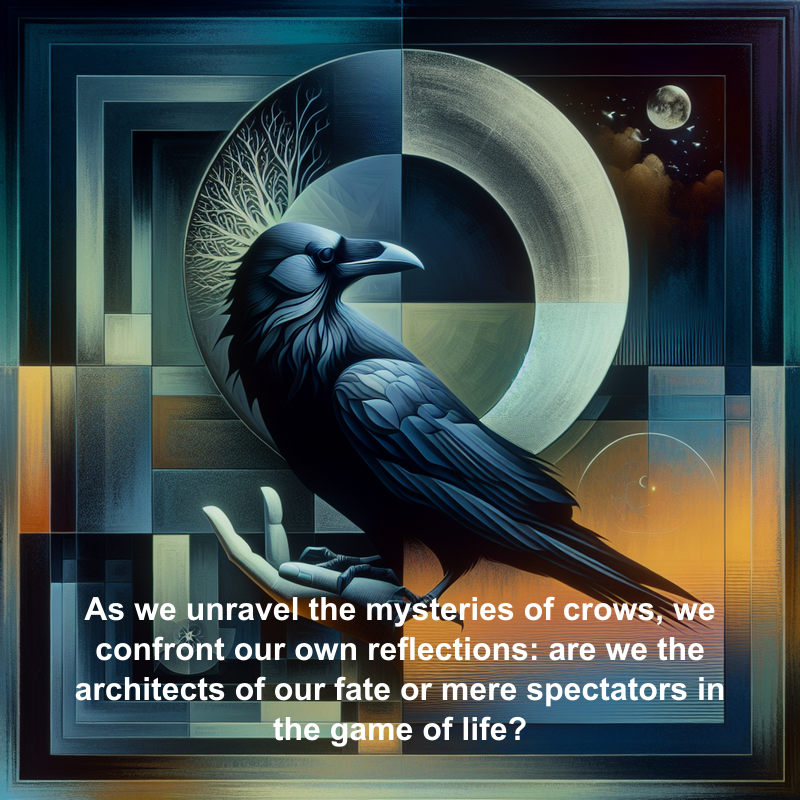 As we unravel the mysteries of crows, we
confront our own reflections: are we the
architects of our fate or mere spectators in
the game of life?